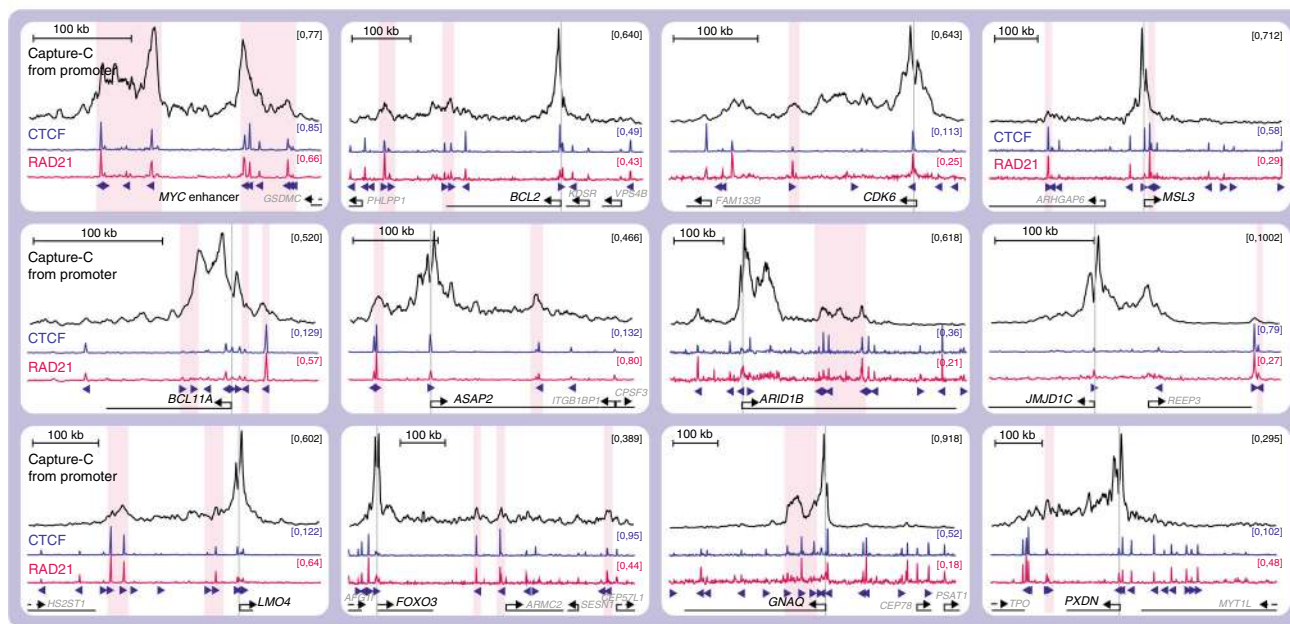 100 kb
[0,77]
Capture-C
from promoter
CTCF
[0,85]
RAD21
[0,66]
MYC enhancer
GSDMC
100 kb
[0,640]
[0,49]
[0,43]
PHLPP1
BCL2
KDSR
VPS4B
100 kb
[0,643]
[0,113]
[0,25]
FAM133B
CDK6
100 kb
[0,712]
CTCF
[0,58]
RAD21
[0,29]
ARHGAP6
MSL3
100 kb
[0,520]
Capture-C
from promoter
CTCF
[0,129]
RAD21
[0,57]
BCL11A
100 kb
[0,466]
[0,132]
[0,80]
ASAP2
ITGB1BP1
CPSF3
100 kb
[0,618]
[0,36]
[0,21]
ARID1B
100 kb
[0,1002]
[0,79]
[0,27]
JMJD1C
REEP3
100 kb
[0,602]
Capture-C
from promoter
CTCF
[0,122]
RAD21
[0,64]
HS2ST1
LMO4
100 kb
[0,389]
[0,95]
[0,44]
AFG1l
FOXO3
ARMC2
SESN1
CEP57L1
100 kb
[0,918]
[0,52]
[0,18]
GNAQ
CEP78
PSAT1
100 kb
[0,295]
[0,102]
[0,48]
TPO
PXDN
MYT1L